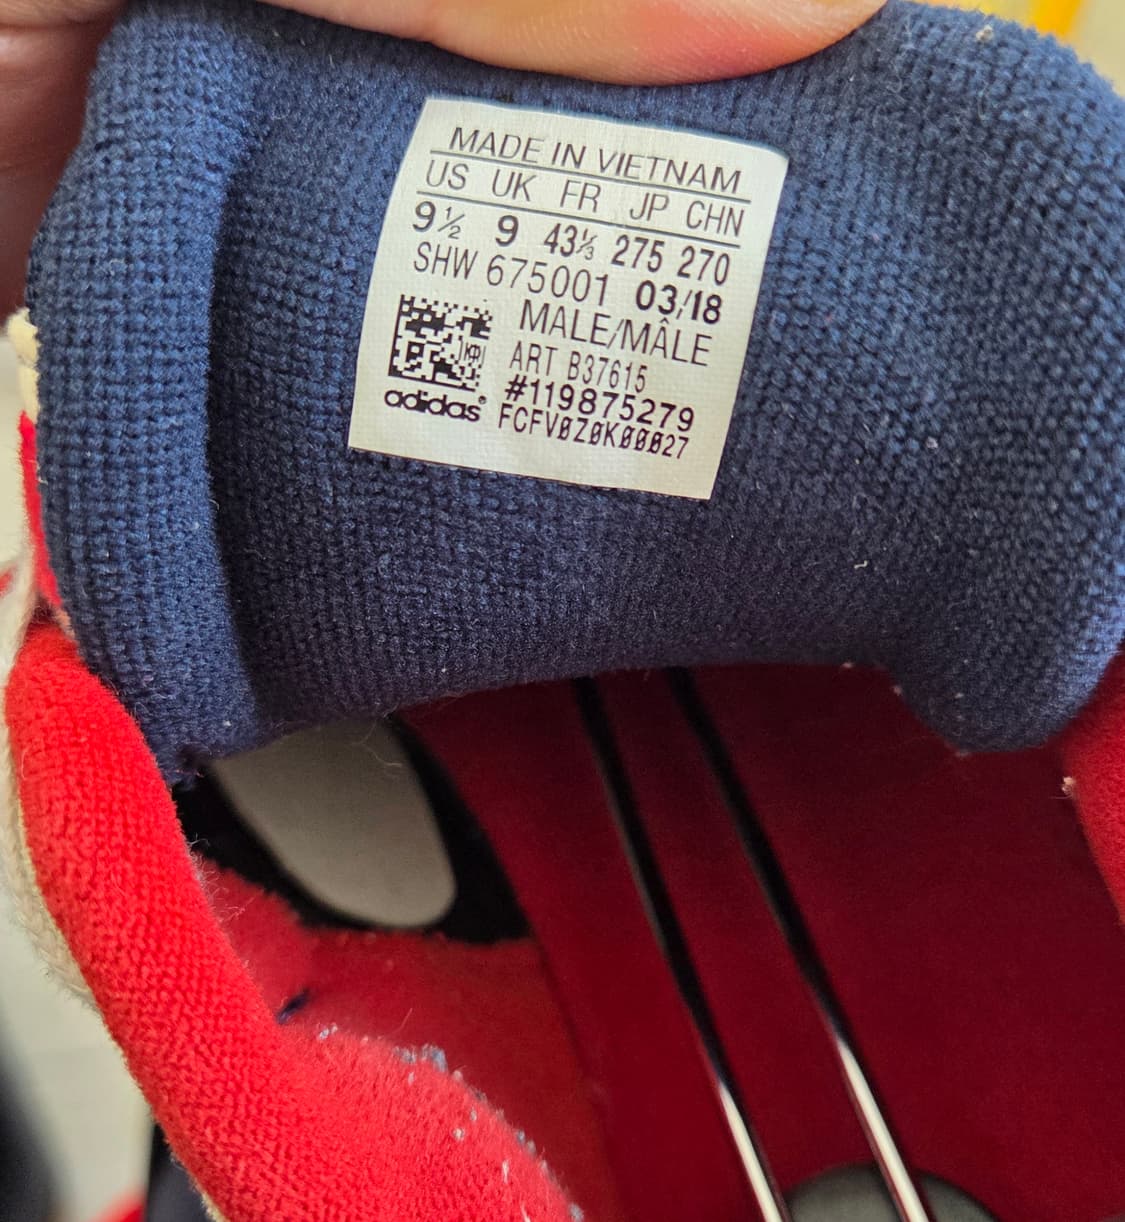 MADE IN VIETNAM
US UK FR JP CHN
9½ 9 43⅓ 275 270
SHW 675001 03/18
MALE/MÂLE
ART B37615
#119875279
FCFV0Z0K00027
adidas®